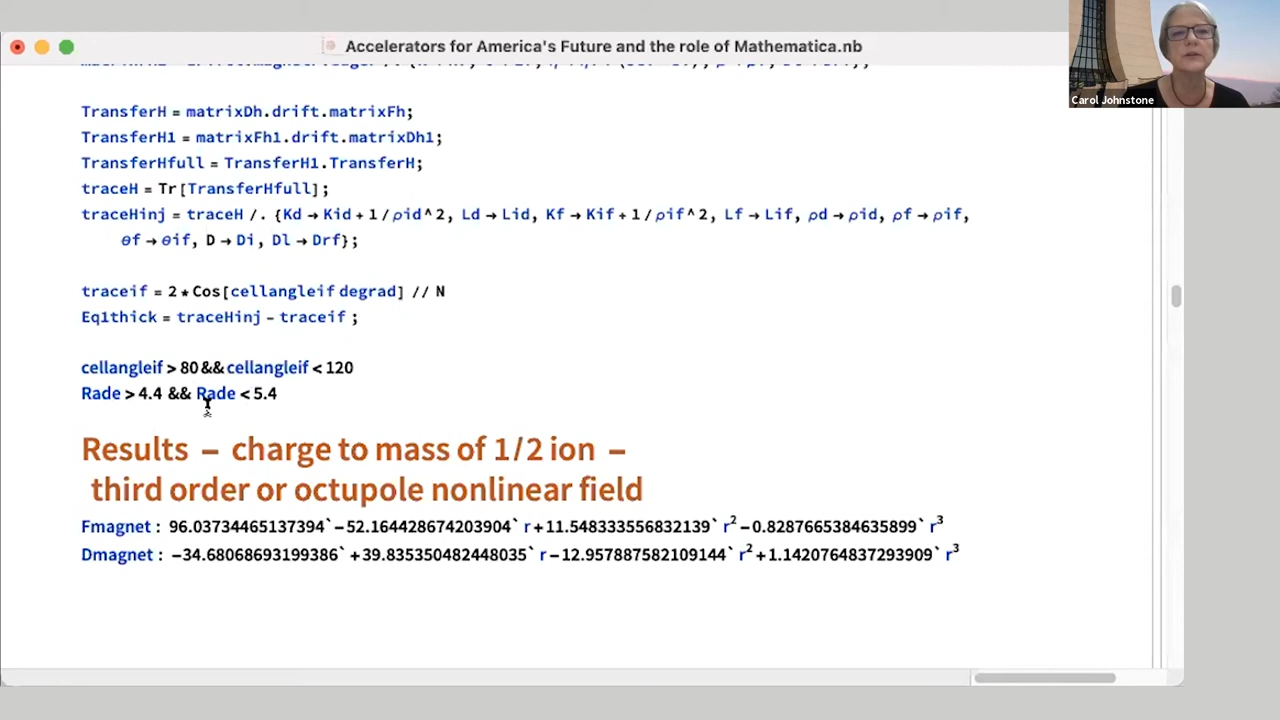 Accelerators for America's Future and the role of Mathematica.nb
Carol Johnstone
TransferH = matrixDh.drift.matrixFh;
TransferH1 = matrixFh1.drift.matrixDh1;
TransferHfull = TransferH1.TransferH;
traceH = Tr[TransferHfull];
traceHinj = traceH /. {Kd → Kid + 1 / ρid^2, Ld → Lid, Kf → Kif + 1 / ρif^2, Lf → Lif, ρd → ρid, ρf → ρif,
θf → θif, D → Di, Dl → Drf};
traceif = 2 * Cos[cellangleif degrad] // N
Eq1thick = traceHinj - traceif ;
cellangleif > 80 && cellangleif < 120
Rade > 4.4 && Rade < 5.4
Results – charge to mass of 1/2 ion –
third order or octupole nonlinear field
Fmagnet : 96.03734465137394` - 52.164428674203904` r + 11.548333556832139` r² - 0.8287665384635899` r³
Dmagnet : -34.68068693199386` + 39.835350482448035` r - 12.957887582109144` r² + 1.1420764837293909` r³